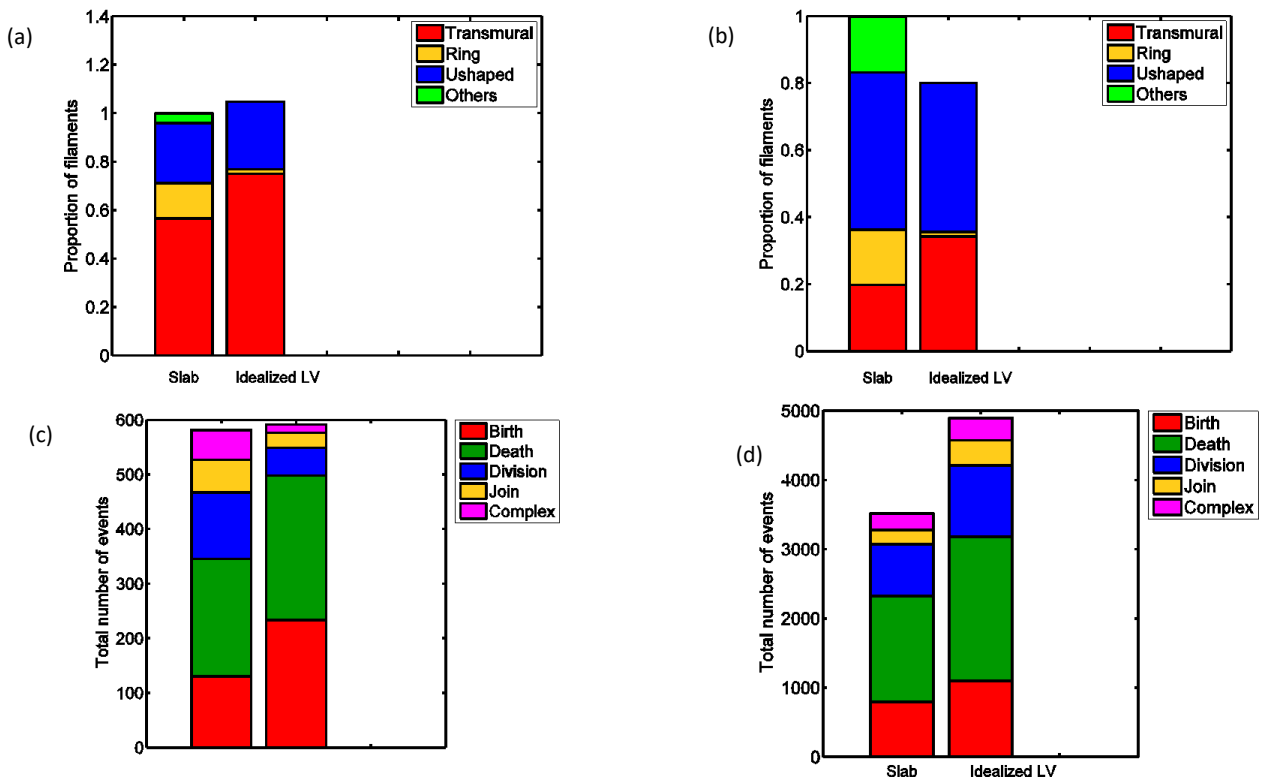 (a)
Proportion of filaments
1.4
1.2
1
0.8
0.6
0.4
0.2
0
Transmural
Ring
Ushaped
Others
Slab
Idealized LV
(b)
Proportion of filaments
1
0.8
0.6
0.4
0.2
0
Transmural
Ring
Ushaped
Others
Slab
Idealized LV
(c)
Total number of events
600
500
400
300
200
100
0
Birth
Death
Division
Join
Complex
(d)
Total number of events
5000
4000
3000
2000
1000
0
Birth
Death
Division
Join
Complex
Slab
Idealized LV